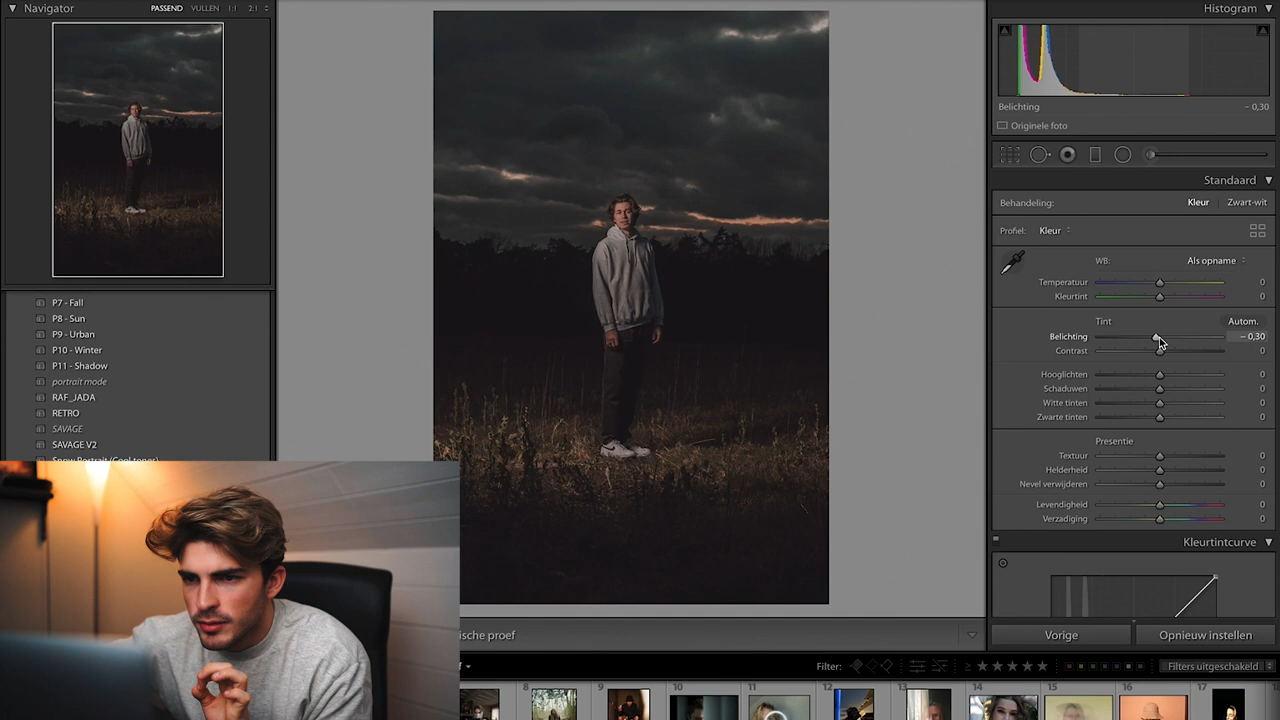 Navigator
PASSEND VULLEN 1:1 2:1
P7 - Fall
P8 - Sun
P9 - Urban
P10 - Winter
P11 - Shadow
portrait mode
RAF_JADA
RETRO
SAVAGE
SAVAGE V2
Snow Portrait (Cool tones)
Histogram
Belichting − 0,30
Originele foto
Standaard
Behandeling: Kleur Zwart-wit
Profiel: Kleur
WB: Als opname
Temperatuur 0
Kleurtint 0
Tint Autom.
Belichting − 0,30
Contrast 0
Hooglichten 0
Schaduwen 0
Witte tinten 0
Zwarte tinten 0
Presentie
Textuur 0
Helderheid 0
Nevel verwijderen 0
Levendigheid 0
Verzadiging 0
Kleurtintcurve
Vorige Opnieuw instellen
ische proef
Filter: Filters uitgeschakeld
8 9 10 11 12 13 14 15 16 17